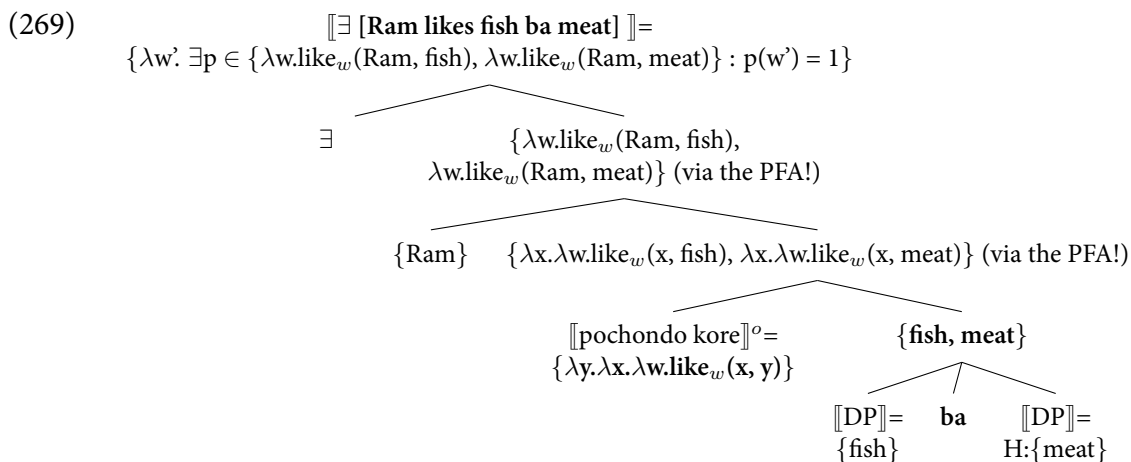 (269) ⟦∃ [Ram likes fish ba meat] ⟧=
{λw’. ∃p ∈ {λw.like_w(Ram, fish), λw.like_w(Ram, meat)} : p(w’) = 1}
∃ {λw.like_w(Ram, fish),
λw.like_w(Ram, meat)} (via the PFA!)
{Ram} {λx.λw.like_w(x, fish), λx.λw.like_w(x, meat)} (via the PFA!)
⟦pochondo kore⟧^o= {fish, meat}
{λy.λx.λw.like_w(x, y)}
⟦DP⟧= ba ⟦DP⟧=
{fish} H:{meat}